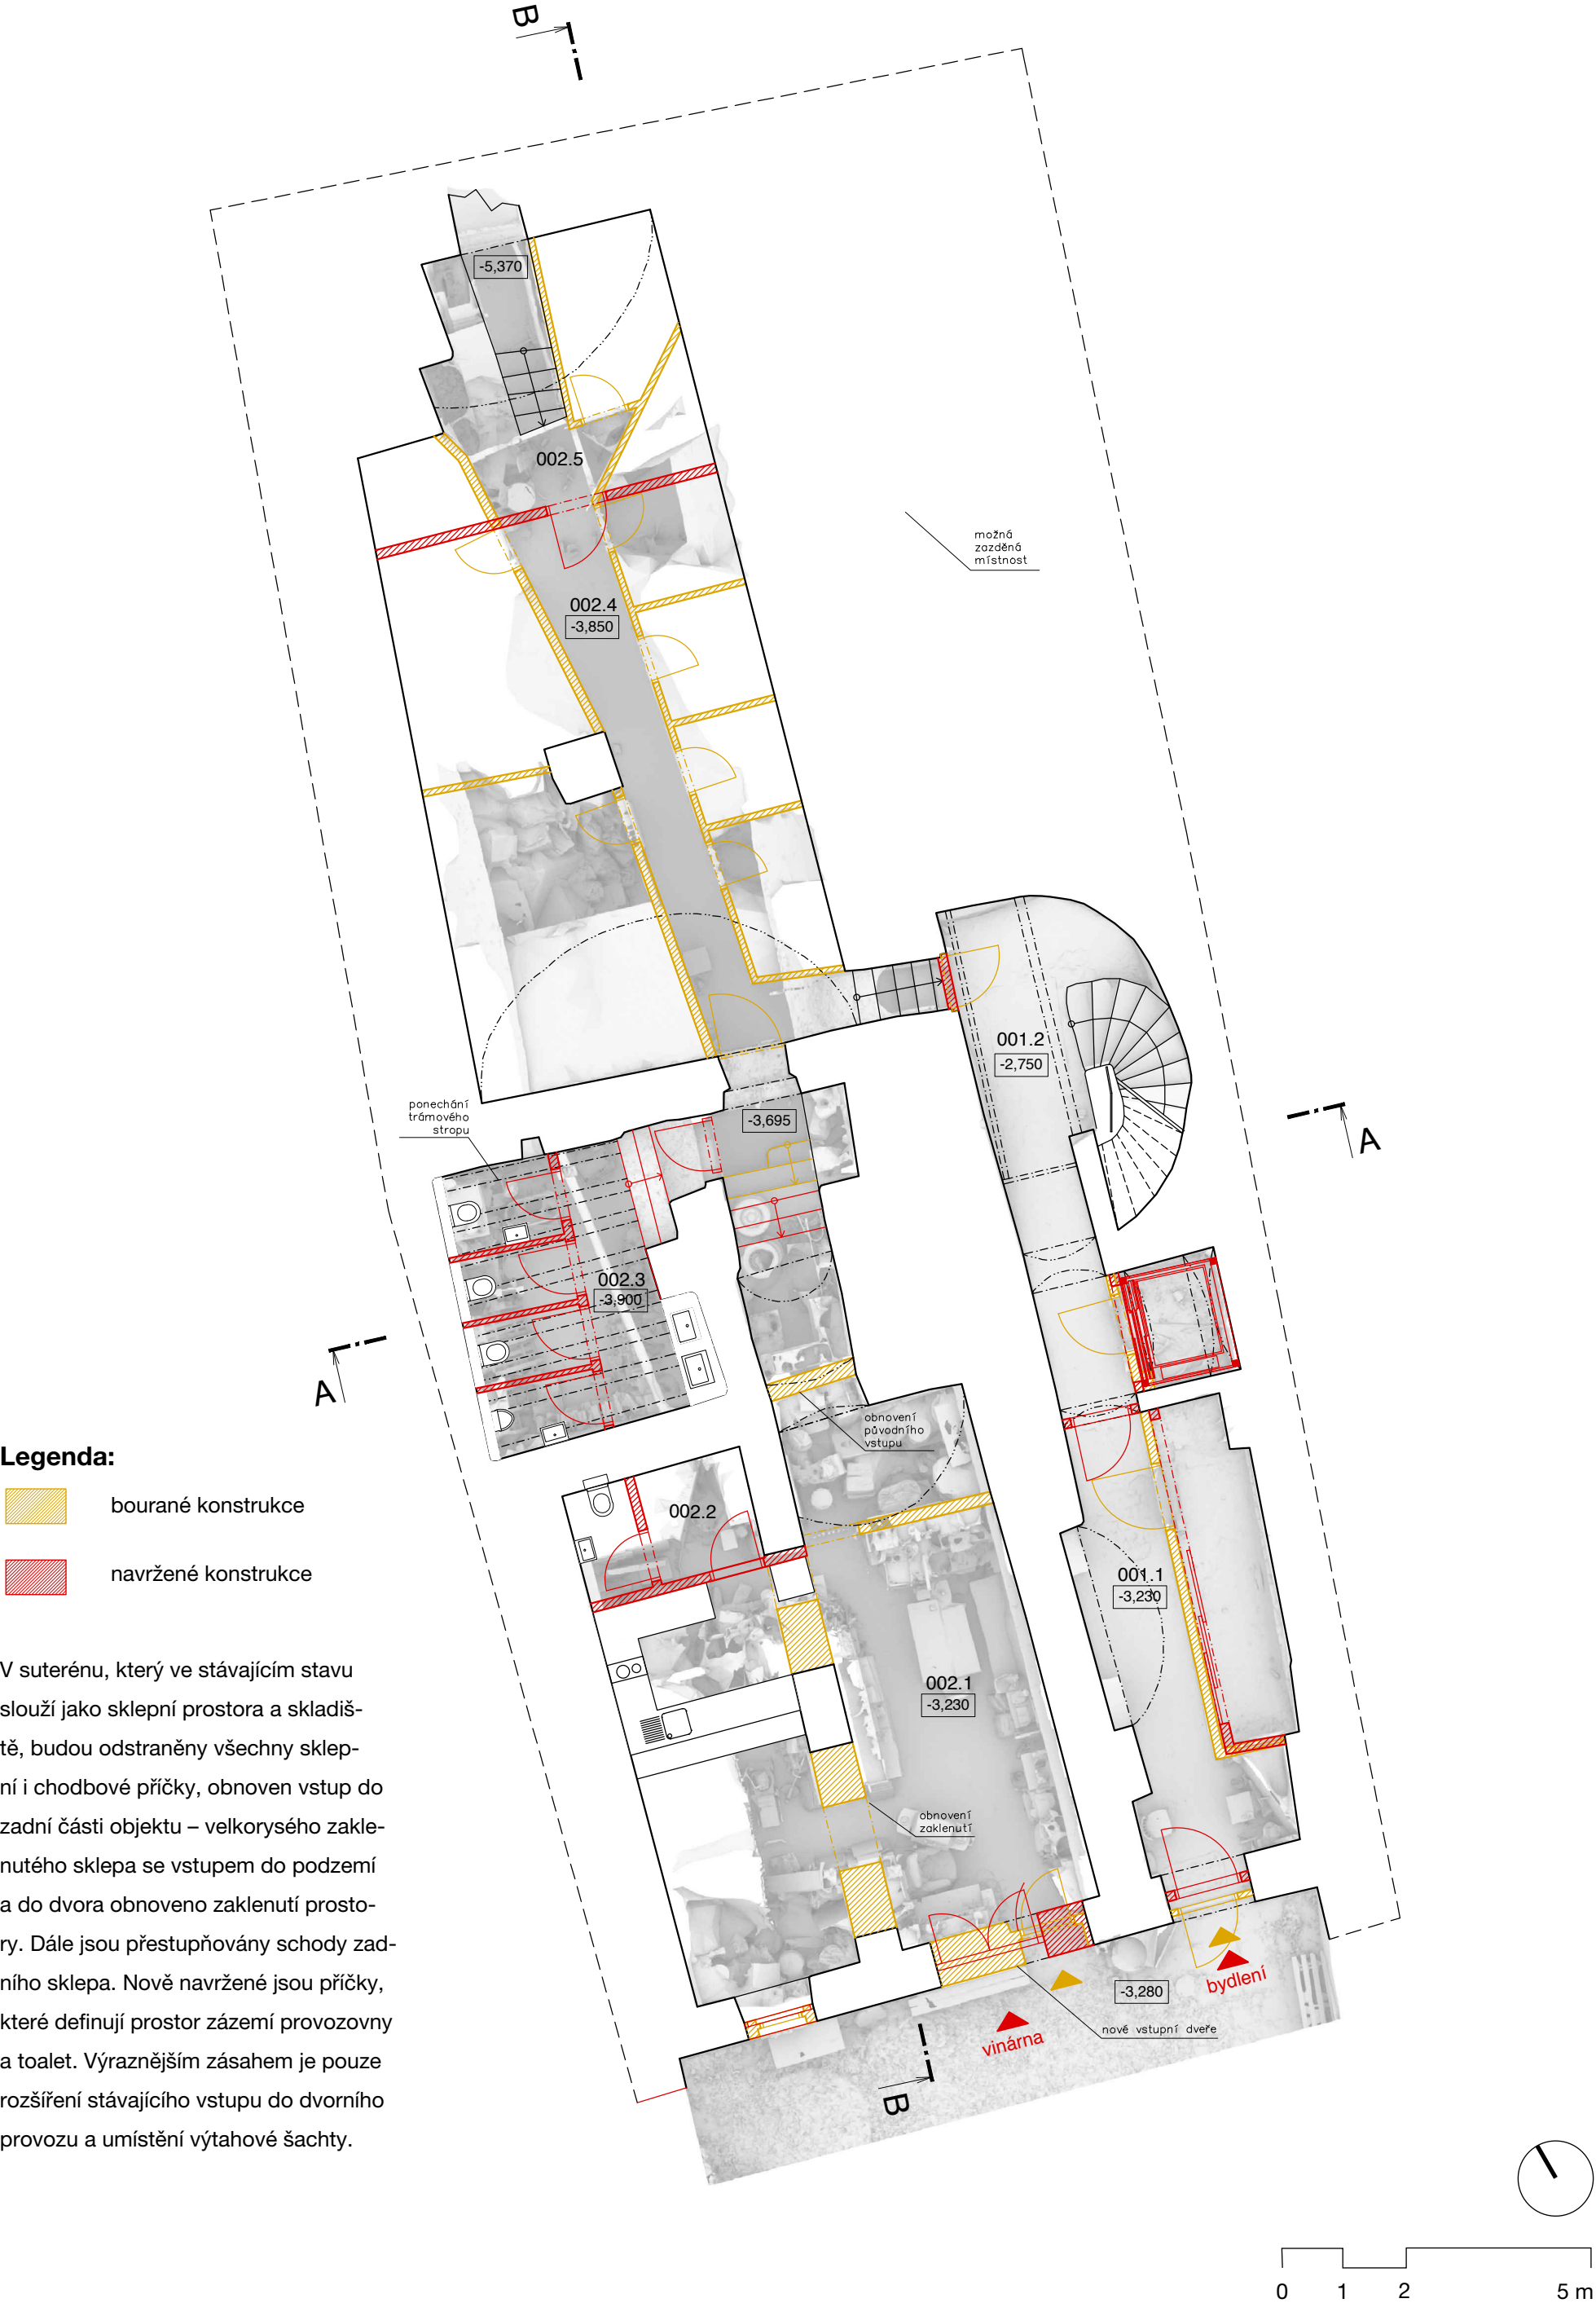 B
-5,370
002.5
možná
zazděná
místnost
002.4
-3,850
001.2
-2,750
ponechání
trámového
stropu
-3,695
A
002.3
-3,900
A
obnovení
původního
vstupu
Legenda:
bourané konstrukce
navržené konstrukce
002.2
001.1
-3,230
002.1
-3,230
obnovení
zaklenutí
V suterénu, který ve stávajícím stavu
slouží jako sklepní prostora a skladiš-
tě, budou odstraněny všechny sklep-
ní i chodbové příčky, obnoven vstup do
zadní části objektu – velkorysého zakle-
nutého sklepa se vstupem do podzemí
a do dvora obnoveno zaklenutí prosto-
ry. Dále jsou přestupňovány schody zad-
ního sklepa. Nově navržené jsou příčky,
které definují prostor zázemí provozovny
a toalet. Výraznějším zásahem je pouze
rozšíření stávajícího vstupu do dvorního
provozu a umístění výtahové šachty.
bydlení
-3,280
vinárna
nové vstupní dveře
B
0 1 2 5 m